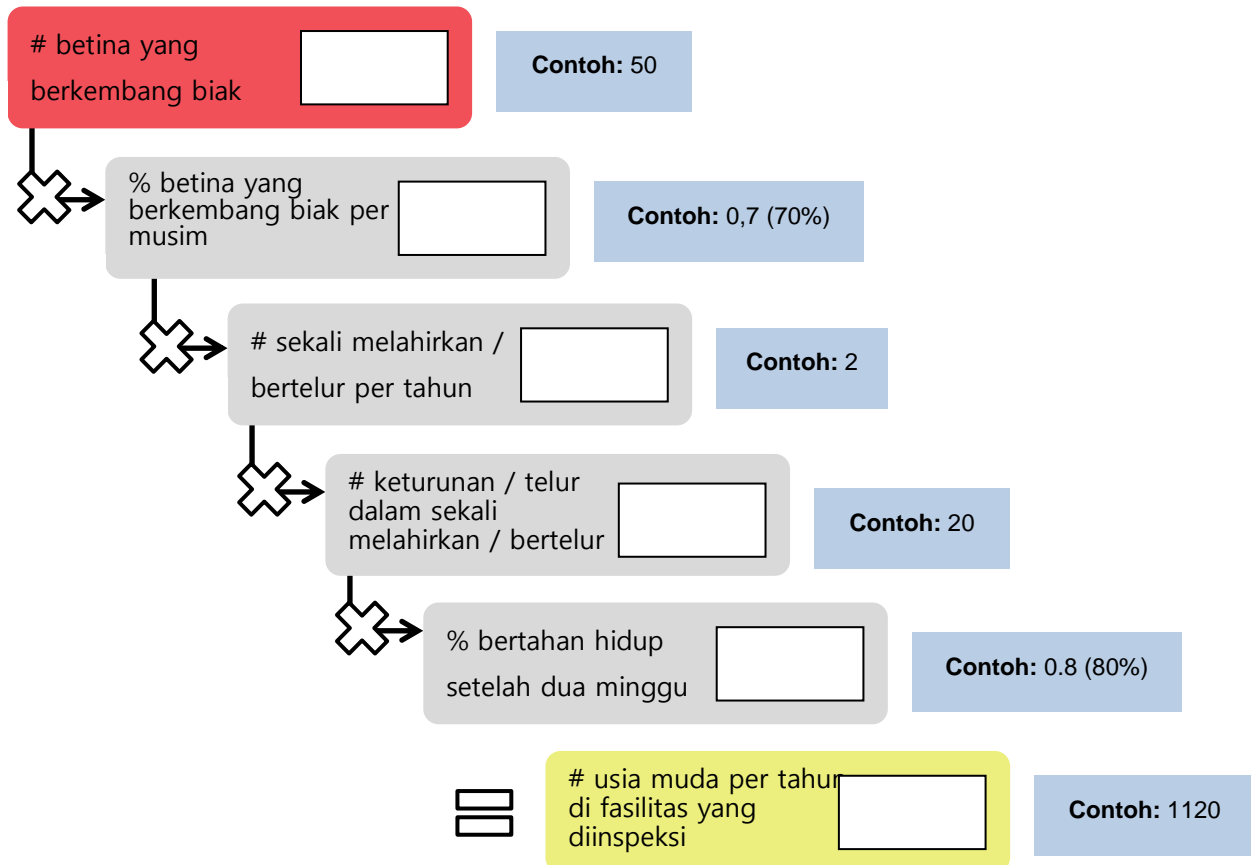 # betina yang
berkembang biak
Contoh: 50
% betina yang
berkembang biak per
musim
Contoh: 0,7 (70%)
# sekali melahirkan /
bertelur per tahun
Contoh: 2
# keturunan / telur
dalam sekali
melahirkan / bertelur
Contoh: 20
% bertahan hidup
setelah dua minggu
Contoh: 0.8 (80%)
# usia muda per tahun
di fasilitas yang
diinspeksi
Contoh: 1120